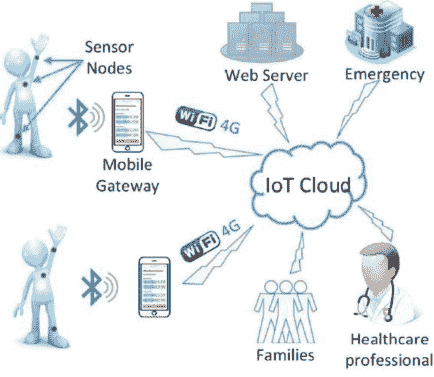 Sensor
Nodes
Web Server
Emergency
WiFi 4G
Mobile
Gateway
IoT Cloud
WiFi 4G
Families
Healthcare
professional